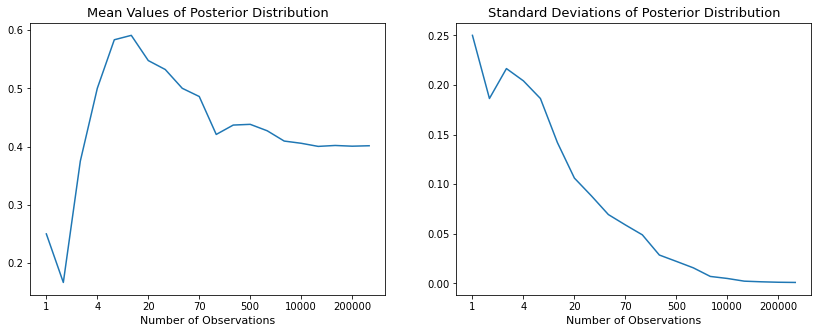 Mean Values of Posterior Distribution
0.6
0.5
0.4
0.3
0.2
1 4 20 70 500 10000 200000
Number of Observations
Standard Deviations of Posterior Distribution
0.25
0.20
0.15
0.10
0.05
0.00
1 4 20 70 500 10000 200000
Number of Observations